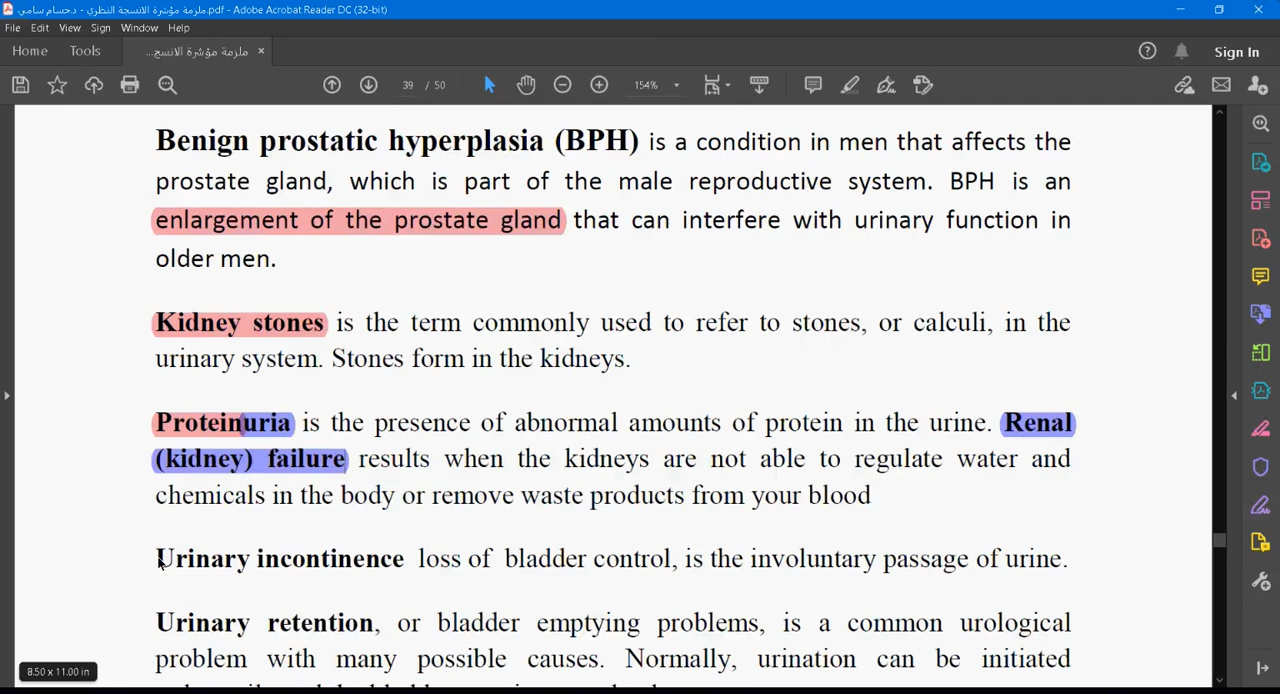 ملزمة مؤشرة الانسجة النظري - د.حسام سامي.pdf - Adobe Acrobat Reader DC (32-bit)
File Edit View Sign Window Help
Home Tools ملزمة مؤشرة الانسج... × Sign In
39 / 50 154%
Benign prostatic hyperplasia (BPH) is a condition in men that affects the
prostate gland, which is part of the male reproductive system. BPH is an
enlargement of the prostate gland that can interfere with urinary function in
older men.
Kidney stones is the term commonly used to refer to stones, or calculi, in the
urinary system. Stones form in the kidneys.
Proteinuria is the presence of abnormal amounts of protein in the urine. Renal
(kidney) failure results when the kidneys are not able to regulate water and
chemicals in the body or remove waste products from your blood
Urinary incontinence loss of bladder control, is the involuntary passage of urine.
Urinary retention, or bladder emptying problems, is a common urological
problem with many possible causes. Normally, urination can be initiated
8.50 x 11.00 in